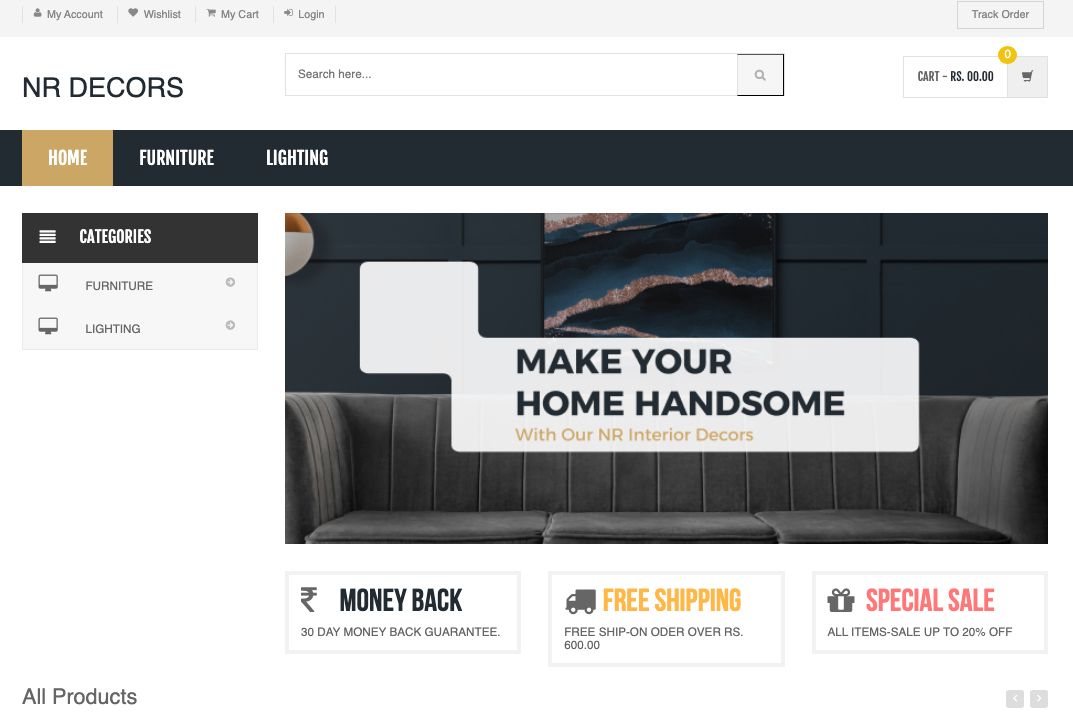 My Account
Wishlist
My Cart
Login
Track Order
NR DECORS
Search here...
CART - RS. 00.00
0
HOME
FURNITURE
LIGHTING
CATEGORIES
FURNITURE
LIGHTING
MAKE YOUR
HOME HANDSOME
With Our NR Interior Decors
₹ MONEY BACK
30 DAY MONEY BACK GUARANTEE.
FREE SHIPPING
FREE SHIP-ON ODER OVER RS.
600.00
SPECIAL SALE
ALL ITEMS-SALE UP TO 20% OFF
All Products